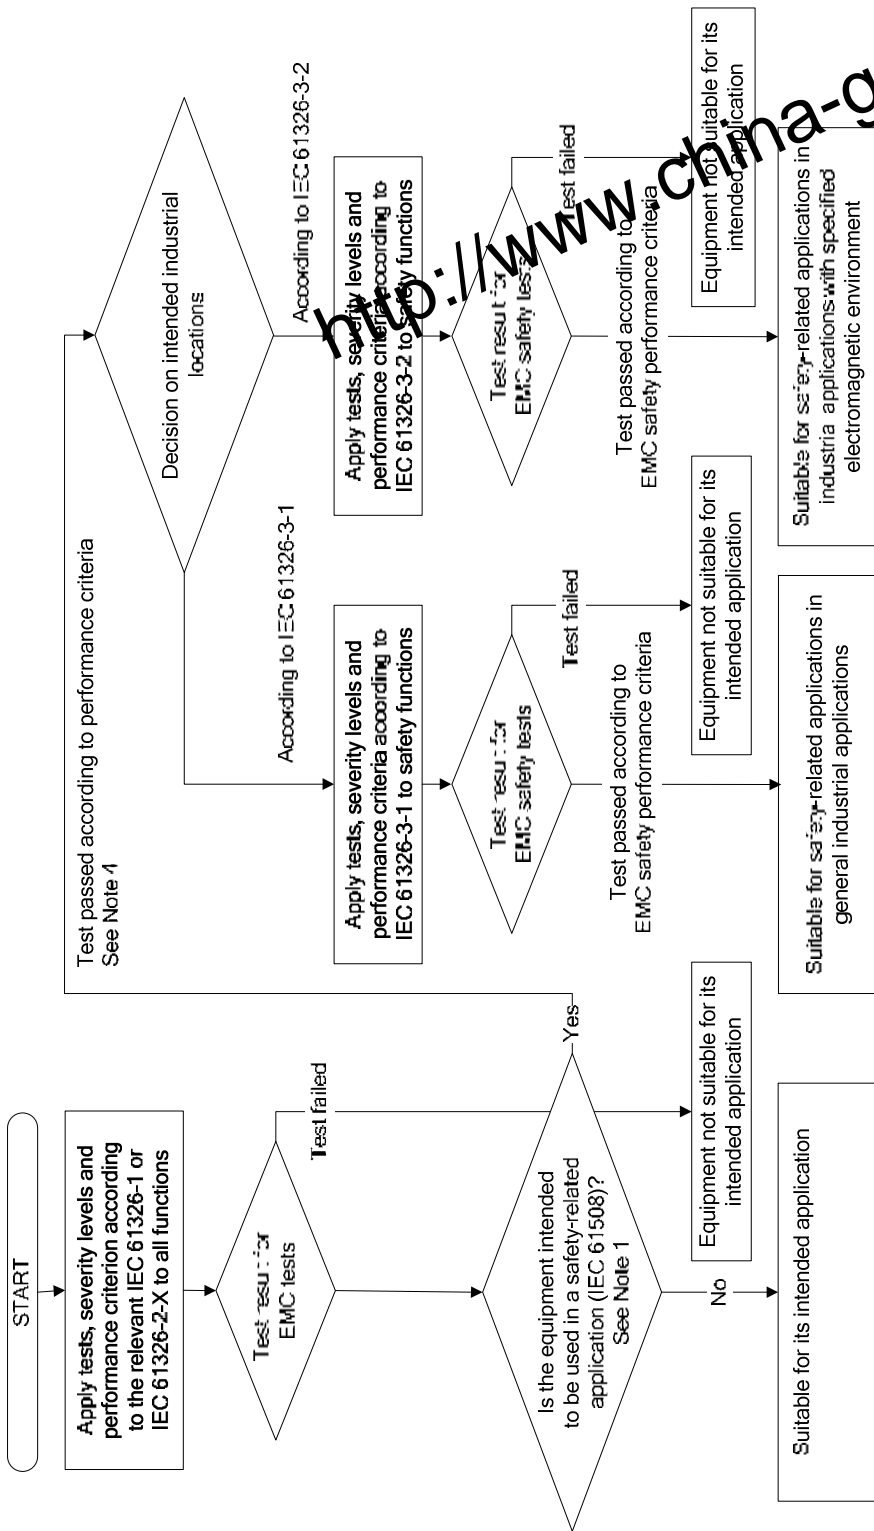 START
Apply tests, severity levels and
performance criterion according
to the relevant IEC 61326-1 or
IEC 61326-2-X to all functions
Test result for
EMC tests
Test failed
Is the equipment intended
to be used in a safety-related
application (IEC 61508)?
See Note 1
Yes
No
Equipment not suitable for its
intended application
Suitable for its intended application
Test passed according to performance criteria
See Note 4
Decision on intended industrial
locations
According to IEC 61326-3-1
Apply tests, severity levels and
performance criteria according to
IEC 61326-3-1 to safety functions
Test result for
EMC safety tests
Test failed
Test passed according to
EMC safety performance criteria
Equipment not suitable for its
intended application
Suitable for safety-related applications in
general industrial applications
According to IEC 61326-3-2
Apply tests, severity levels and
performance criteria according to
IEC 61326-3-2 to safety functions
Test result for
EMC safety tests
Test failed
Test passed according to
EMC safety performance criteria
Equipment not suitable for its
intended application
Suitable for safety-related applications in
industrial applications with specified
electromagnetic environment
http://www.china-g